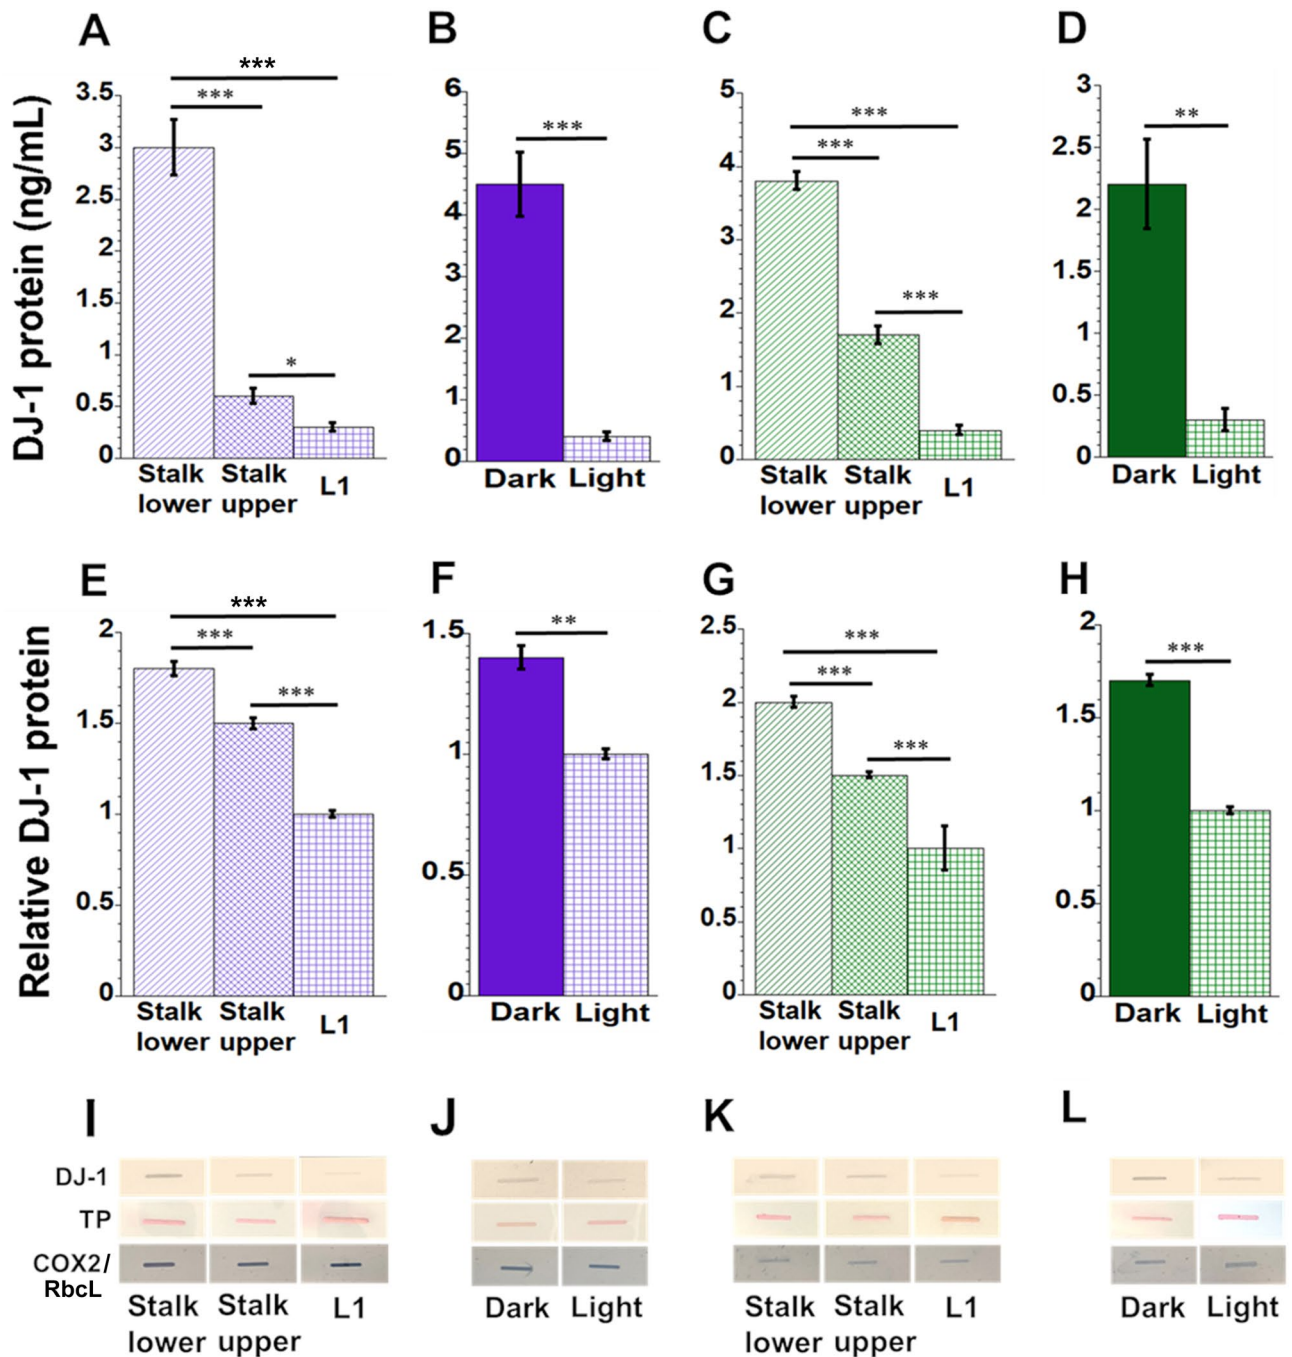 A
B
C
D
DJ-1 protein (ng/mL)
3.5
3
2.5
2
1.5
1
0.5
0
***
***
*
Stalk lower
Stalk upper
L1
6
5
4
3
2
1
0
***
Dark
Light
5
4
3
2
1
0
***
***
***
Stalk lower
Stalk upper
L1
3
2.5
2
1.5
1
0.5
0
**
Dark
Light
E
F
G
H
Relative DJ-1 protein
2
1.5
1
0.5
0
***
***
***
Stalk lower
Stalk upper
L1
1.5
1
0.5
0
**
Dark
Light
2.5
2
1.5
1
0.5
0
***
***
***
Stalk lower
Stalk upper
L1
2
1.5
1
0.5
0
***
Dark
Light
I
J
K
L
DJ-1
TP
COX2/
RbcL
Stalk lower
Stalk upper
L1
Dark
Light
Stalk lower
Stalk upper
L1
Dark
Light